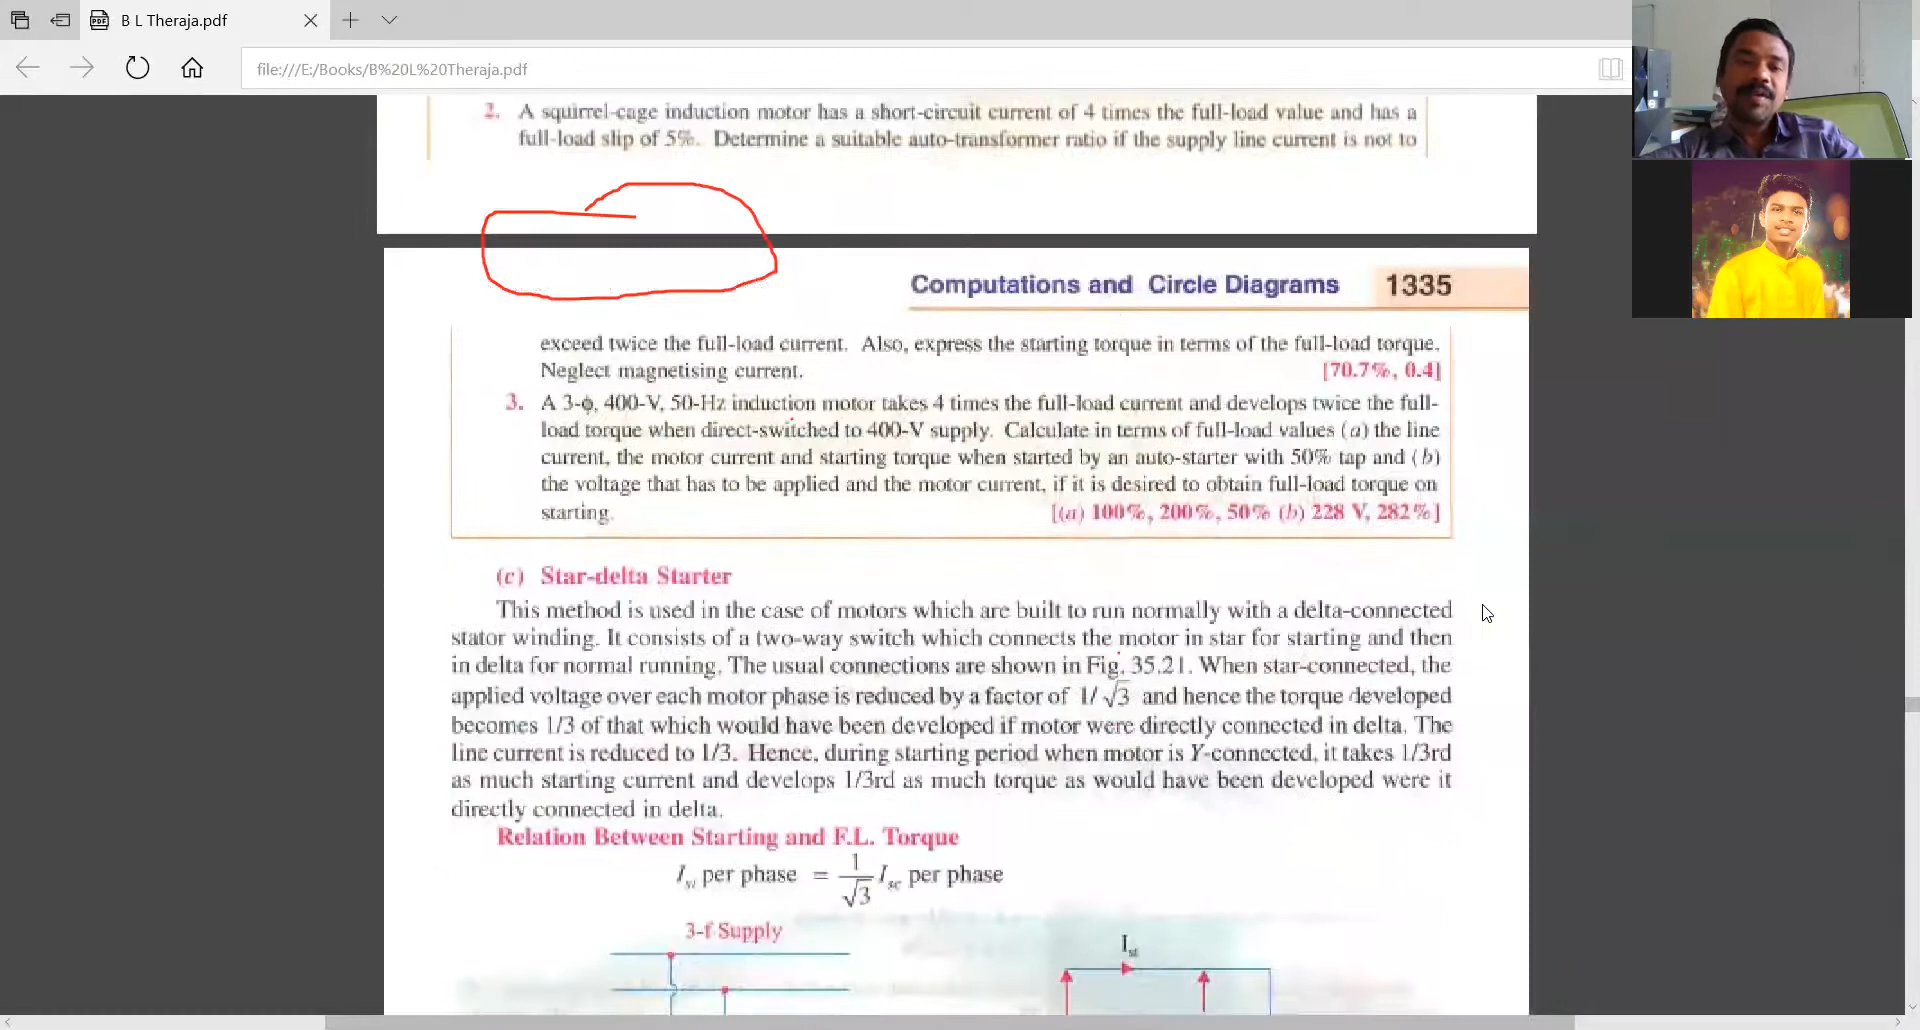 B L Theraja.pdf
file:///E:/Books/B%20L%20Theraja.pdf
2. A squirrel-cage induction motor has a short-circuit current of 4 times the full-load value and has a
full-load slip of 5%. Determine a suitable auto-transformer ratio if the supply line current is not to
Computations and Circle Diagrams 1335
exceed twice the full-load current. Also, express the starting torque in terms of the full-load torque.
Neglect magnetising current. [70.7%, 0.4]
3. A 3-ϕ, 400-V, 50-Hz induction motor takes 4 times the full-load current and develops twice the full-
load torque when direct-switched to 400-V supply. Calculate in terms of full-load values (a) the line
current, the motor current and starting torque when started by an auto-starter with 50% tap and (b)
the voltage that has to be applied and the motor current, if it is desired to obtain full-load torque on
starting. [(a) 100%, 200%, 50% (b) 228 V, 282%]
(c) Star-delta Starter
This method is used in the case of motors which are built to run normally with a delta-connected
stator winding. It consists of a two-way switch which connects the motor in star for starting and then
in delta for normal running. The usual connections are shown in Fig. 35.21. When star-connected, the
applied voltage over each motor phase is reduced by a factor of 1/√3 and hence the torque developed
becomes 1/3 of that which would have been developed if motor were directly connected in delta. The
line current is reduced to 1/3. Hence, during starting period when motor is Y-connected, it takes 1/3rd
as much starting current and develops 1/3rd as much torque as would have been developed were it
directly connected in delta.
Relation Between Starting and F.L. Torque
I_st per phase = 1/√3 I_sc per phase
3-f Supply
I_st